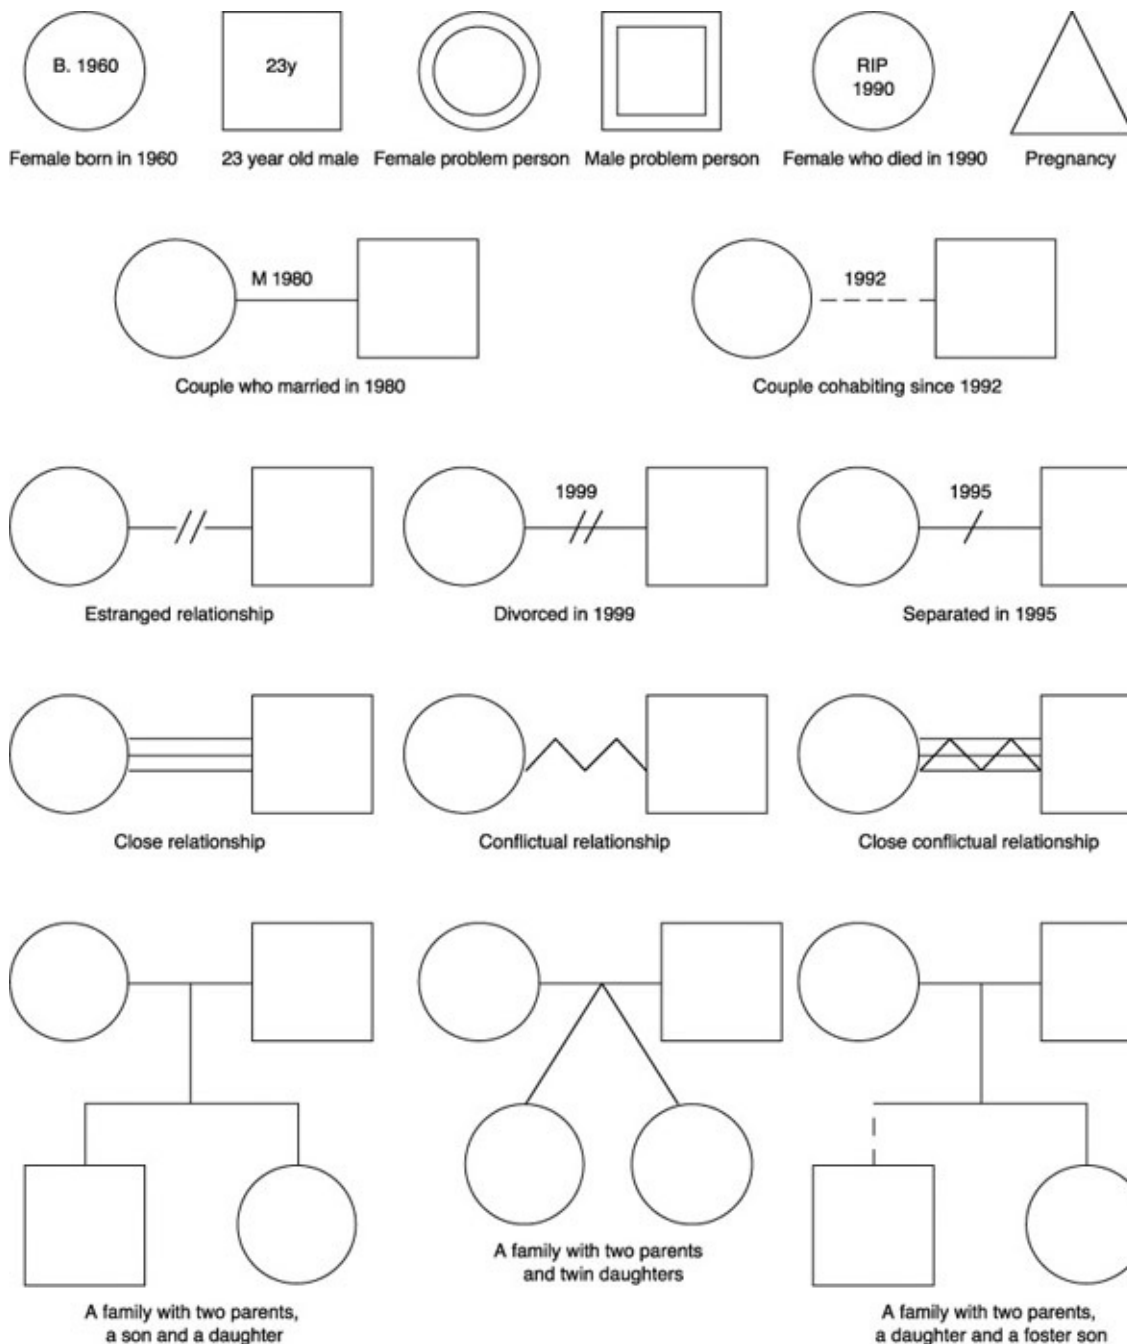 B. 1960
23y
RIP
1990
Female born in 1960
23 year old male
Female problem person
Male problem person
Female who died in 1990
Pregnancy
M 1980
1992
Couple who married in 1980
Couple cohabiting since 1992
1999
1995
Estranged relationship
Divorced in 1999
Separated in 1995
Close relationship
Conflictual relationship
Close conflictual relationship
A family with two parents,
a son and a daughter
A family with two parents
and twin daughters
A family with two parents,
a daughter and a foster son